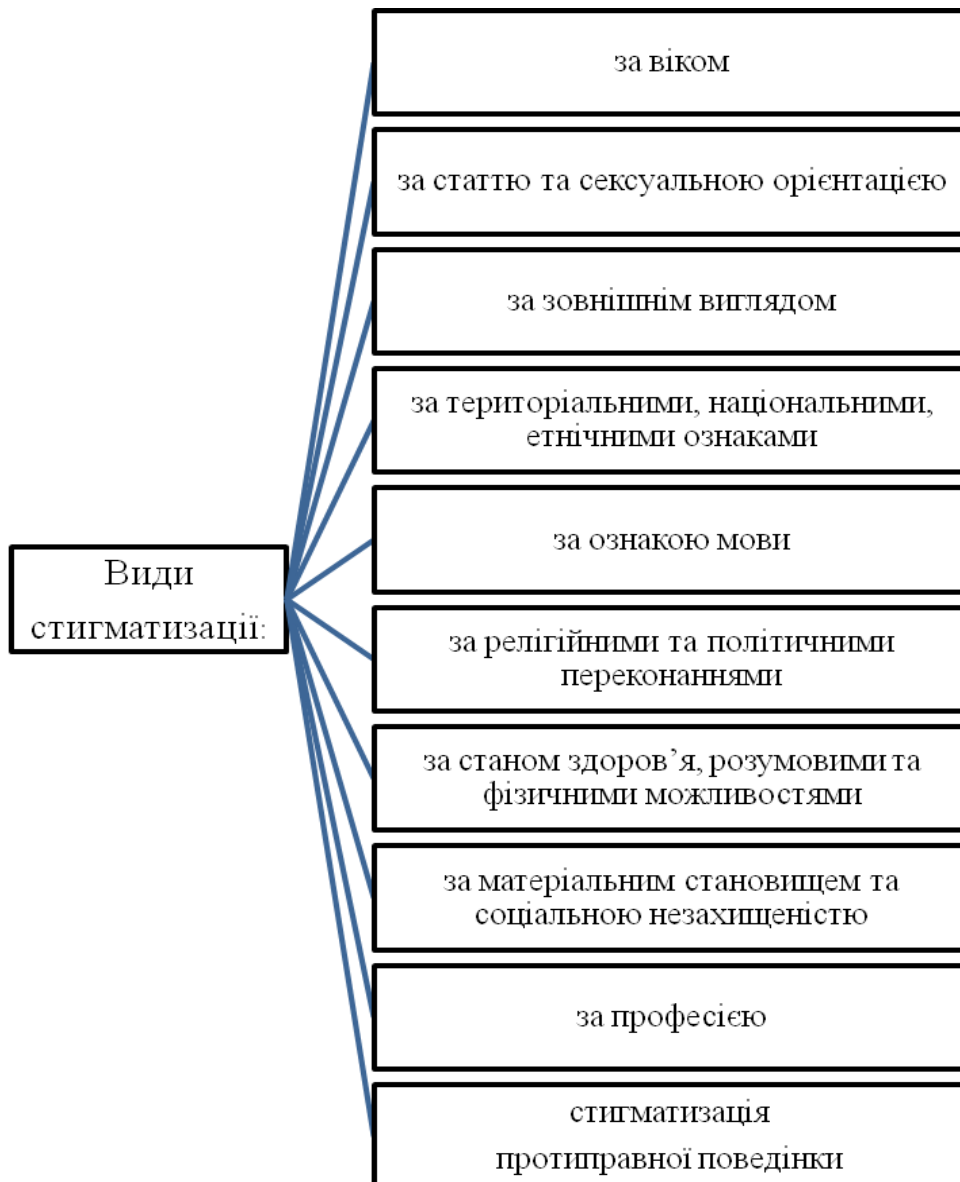 за віком
за статтю та сексуальною орієнтацією
за зовнішнім виглядом
за територіальними, національними,
етнічними ознаками
за ознакою мови
Види
стигматизації:
за релігійними та політичними
переконаннями
за станом здоров’я, розумовими та
фізичними можливостями
за матеріальним становищем та
соціальною незахищеністю
за професією
стигматизація
протиправної поведінки